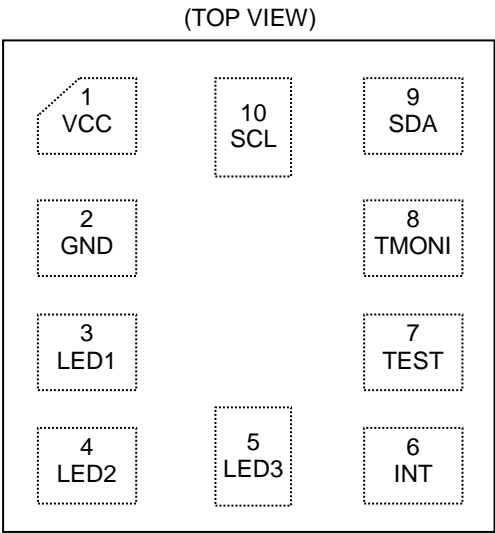 (TOP VIEW)
1
VCC
10
SCL
9
SDA
2
GND
8
TMONI
3
LED1
7
TEST
4
LED2
5
LED3
6
INT